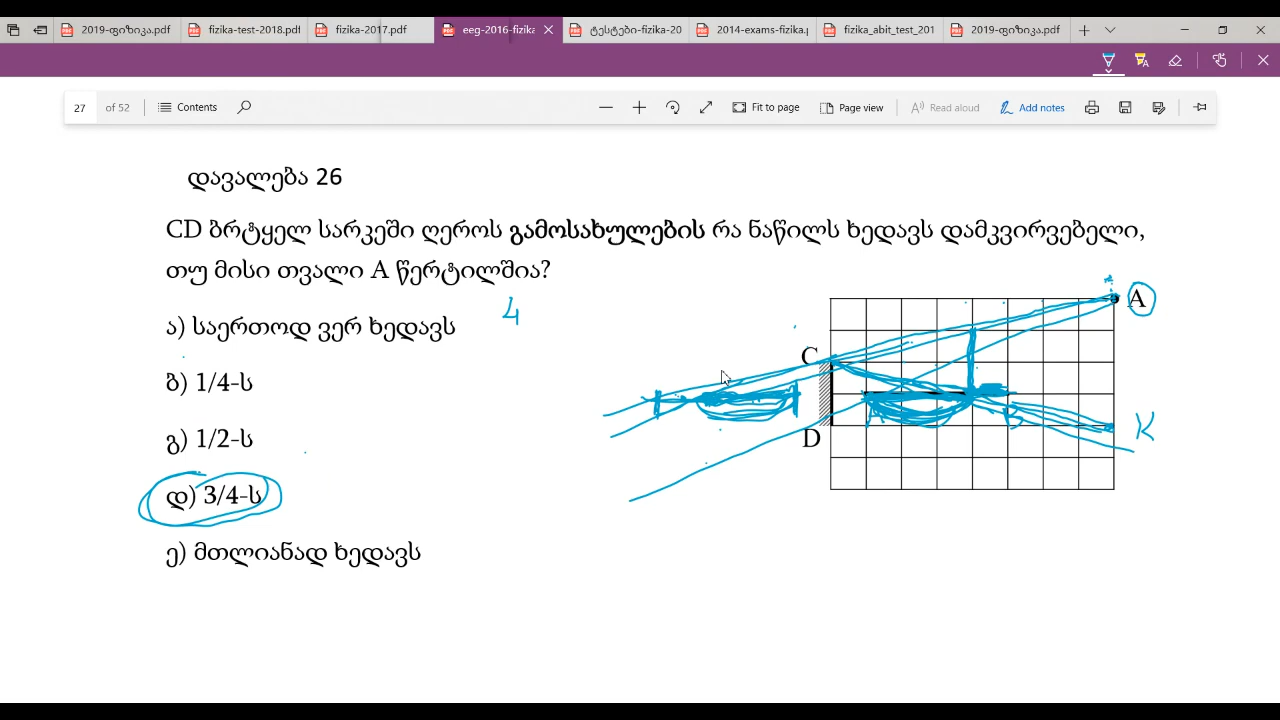 2019-ფიზიკა.pdf
fizika-test-2018.pdf
fizika-2017.pdf
eeg-2016-fizika
ტესტები-ფიზიკა-20
2014-exams-fizika.p
fizika_abit_test_201
2019-ფიზიკა.pdf
27 of 52
Contents
Fit to page
Page view
Read aloud
Add notes
დავალება 26
CD ბრტყელ სარკეში ღეროს გამოსახულების რა ნაწილს ხედავს დამკვირვებელი,
თუ მისი თვალი A წერტილშია?
4
ა) საერთოდ ვერ ხედავს
ბ) 1/4-ს
გ) 1/2-ს
დ) 3/4-ს
ე) მთლიანად ხედავს
A
C
D
A
B
K